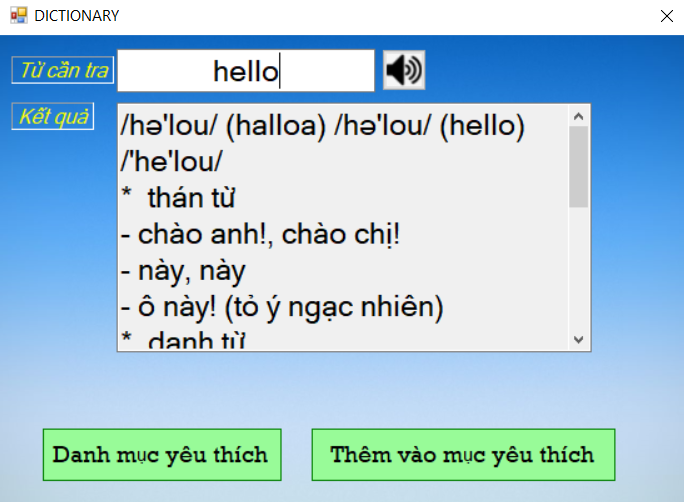 DICTIONARY
Từ cần tra
hello
Kết quả
/hə'lou/ (halloa) /hə'lou/ (hello)
/'he'lou/
* thán từ
- chào anh!, chào chị!
- này, này
- ô này! (tỏ ý ngạc nhiên)
* danh từ
Danh mục yêu thích
Thêm vào mục yêu thích